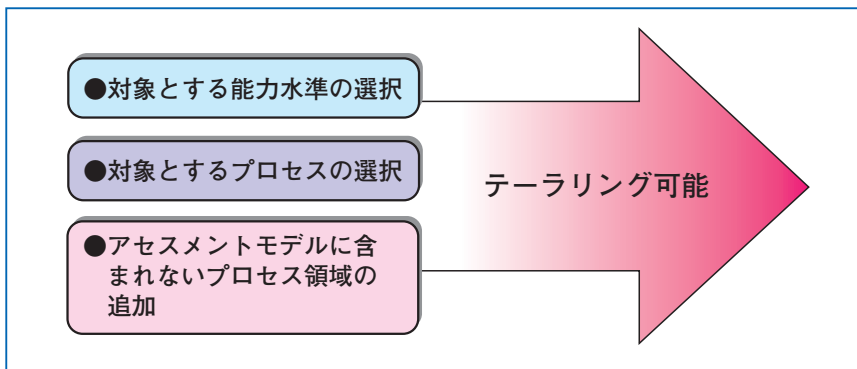 ●対象とする能力水準の選択
●対象とするプロセスの選択
●アセスメントモデルに含
まれないプロセス領域の
追加
テーラリング可能